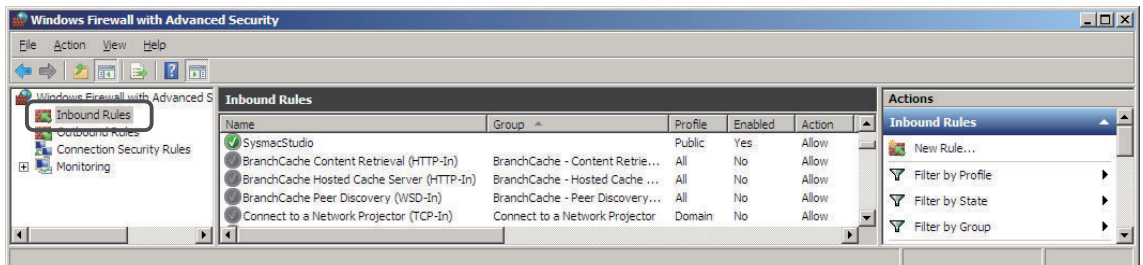 Windows Firewall with Advanced Security
File Action View Help
Windows Firewall with Advanced S
Inbound Rules
Outbound Rules
Connection Security Rules
Monitoring
Inbound Rules
Name Group Profile Enabled Action
SysmacStudio Public Yes Allow
BranchCache Content Retrieval (HTTP-In) BranchCache - Content Retrie... All No Allow
BranchCache Hosted Cache Server (HTTP-In) BranchCache - Hosted Cache ... All No Allow
BranchCache Peer Discovery (WSD-In) BranchCache - Peer Discovery... All No Allow
Connect to a Network Projector (TCP-In) Connect to a Network Projector Domain No Allow
Actions
Inbound Rules
New Rule...
Filter by Profile
Filter by State
Filter by Group